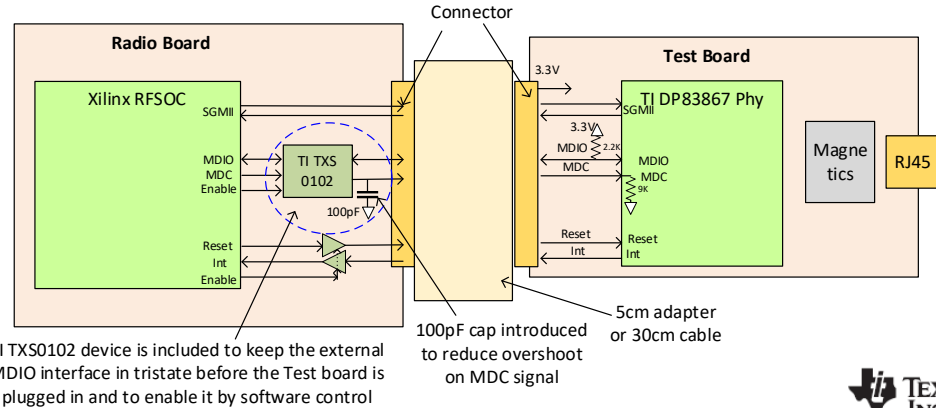 Connector
Radio Board
Test Board
Xilinx RFSOC
SGMII
MDIO
MDC
Enable
TI TXS
0102
100pF
Reset
Int
Enable
3.3V
TI DP83867 Phy
SGMII
3.3V
MDIO
2.2K
MDC
MDIO
MDC
9K
Reset
Int
Reset
Int
Magne
tics
RJ45
TI TXS0102 device is included to keep the external
MDIO interface in tristate before the Test board is
plugged in and to enable it by software control
100pF cap introduced
to reduce overshoot
on MDC signal
5cm adapter
or 30cm cable